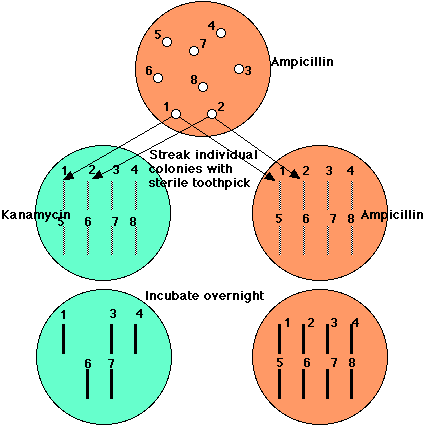 4
5
7
Ampicillin
6
8
3
1
2
Streak individual
colonies with
sterile toothpick
1 2 3 4
1 2 3 4
Kanamycin
Ampicillin
5 6 7 8
5 6 7 8
Incubate overnight
1 3 4
1 2 3 4
6 7
5 6 7 8